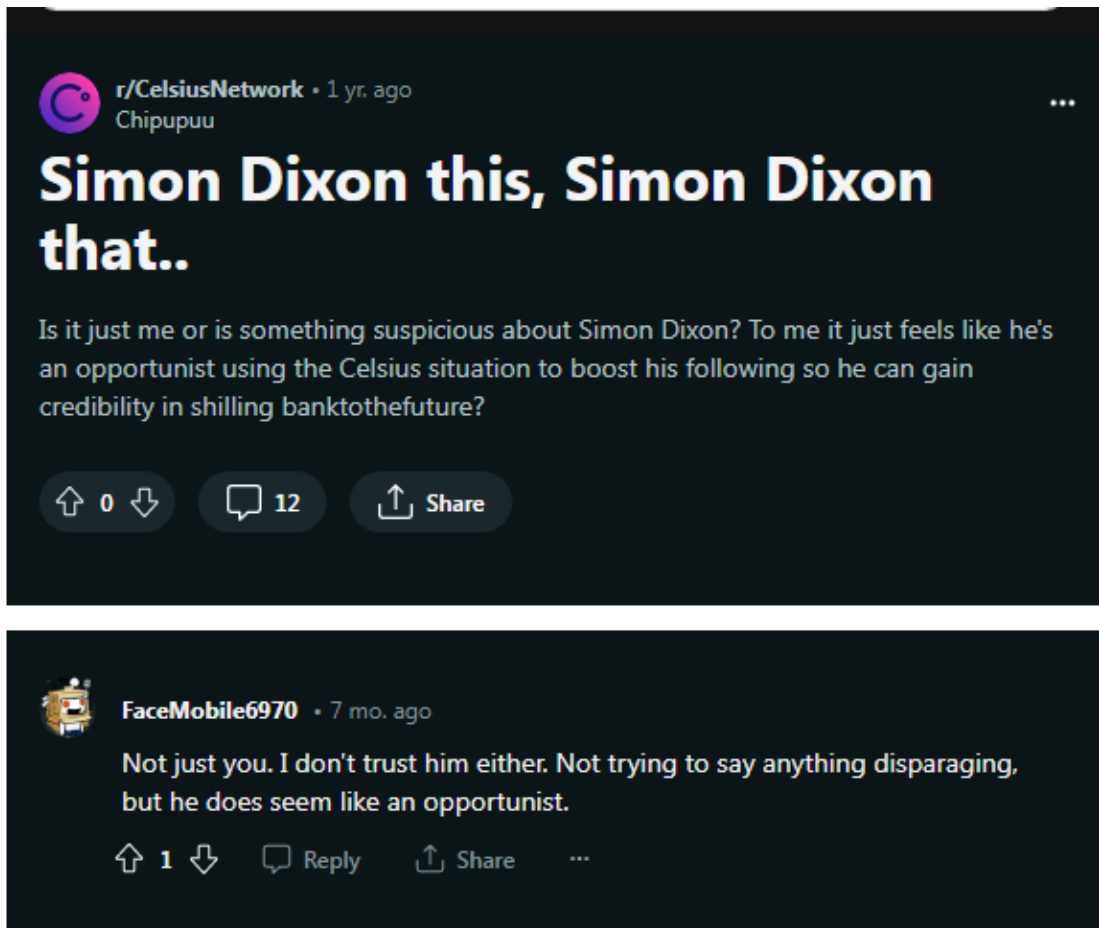 r/CelsiusNetwork • 1 yr. ago
Chipupuu
Simon Dixon this, Simon Dixon
that..
Is it just me or is something suspicious about Simon Dixon? To me it just feels like he's
an opportunist using the Celsius situation to boost his following so he can gain
credibility in shilling banktothefuture?
0 12 Share
FaceMobile6970 • 7 mo. ago
Not just you. I don't trust him either. Not trying to say anything disparaging,
but he does seem like an opportunist.
1 Reply Share